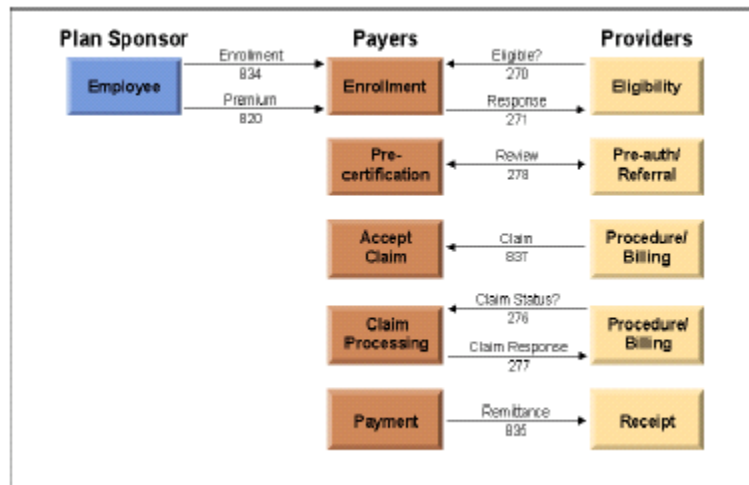 Plan Sponsor
Payers
Providers
Employee
Enrollment
834
Premium
820
Enrollment
Eligible?
270
Response
271
Eligibility
Pre-
certification
Review
278
Pre-auth/
Referral
Accept
Claim
Claim
837
Procedure/
Billing
Claim
Processing
Claim Status?
276
Claim Response
277
Procedure/
Billing
Payment
Remittance
835
Receipt